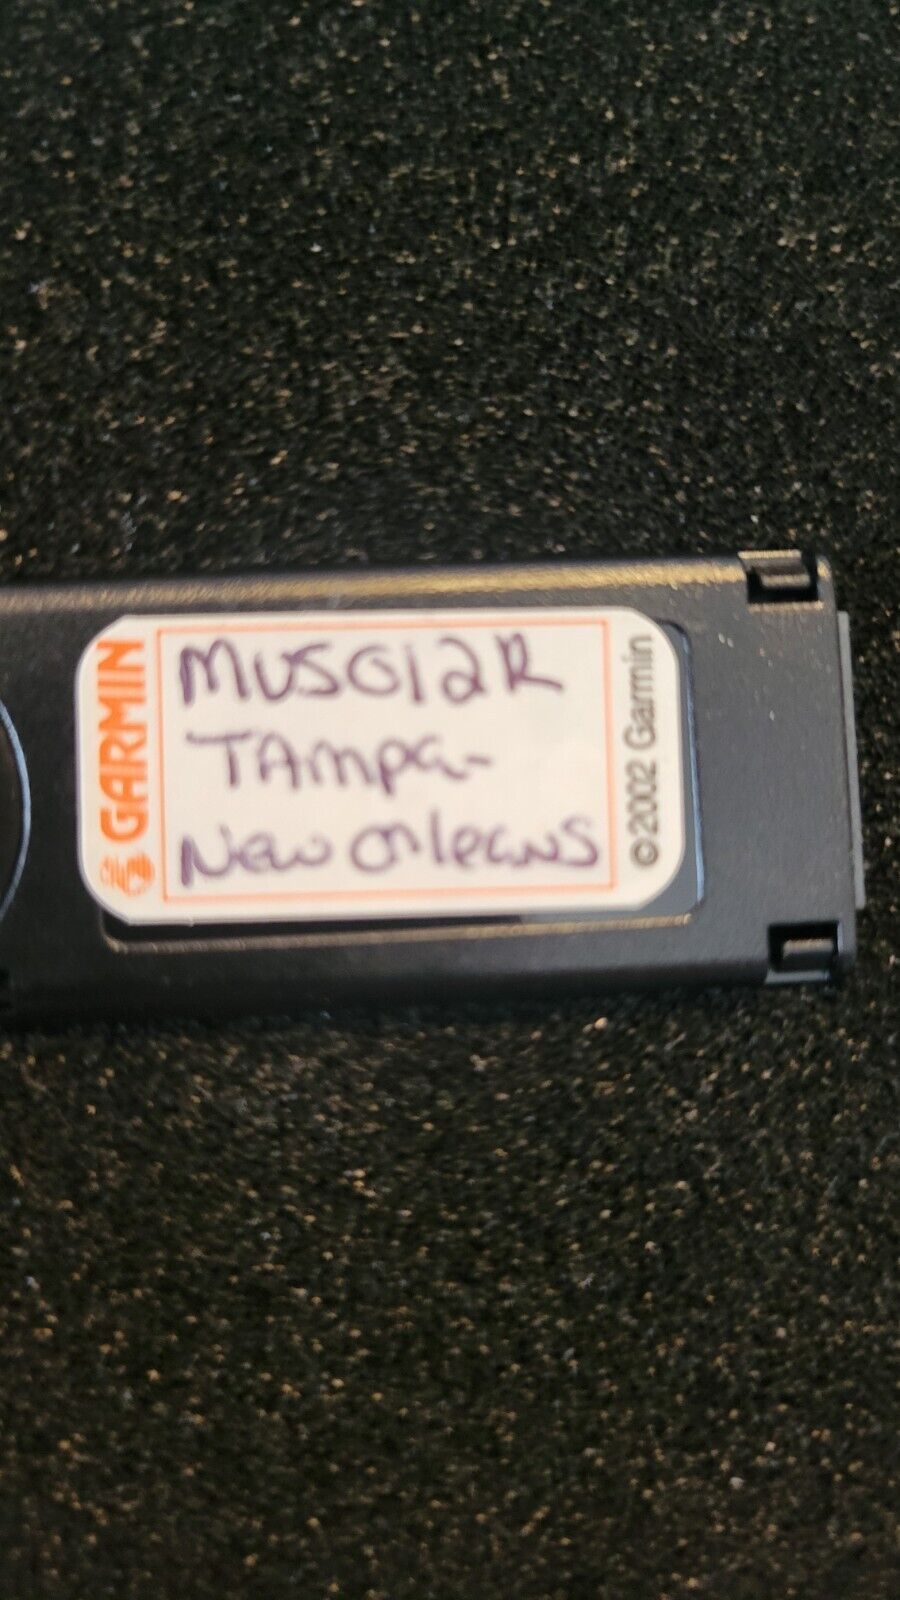 GARMIN
MUS012R
TAmpa-
New Orleans
©2002 Garmin